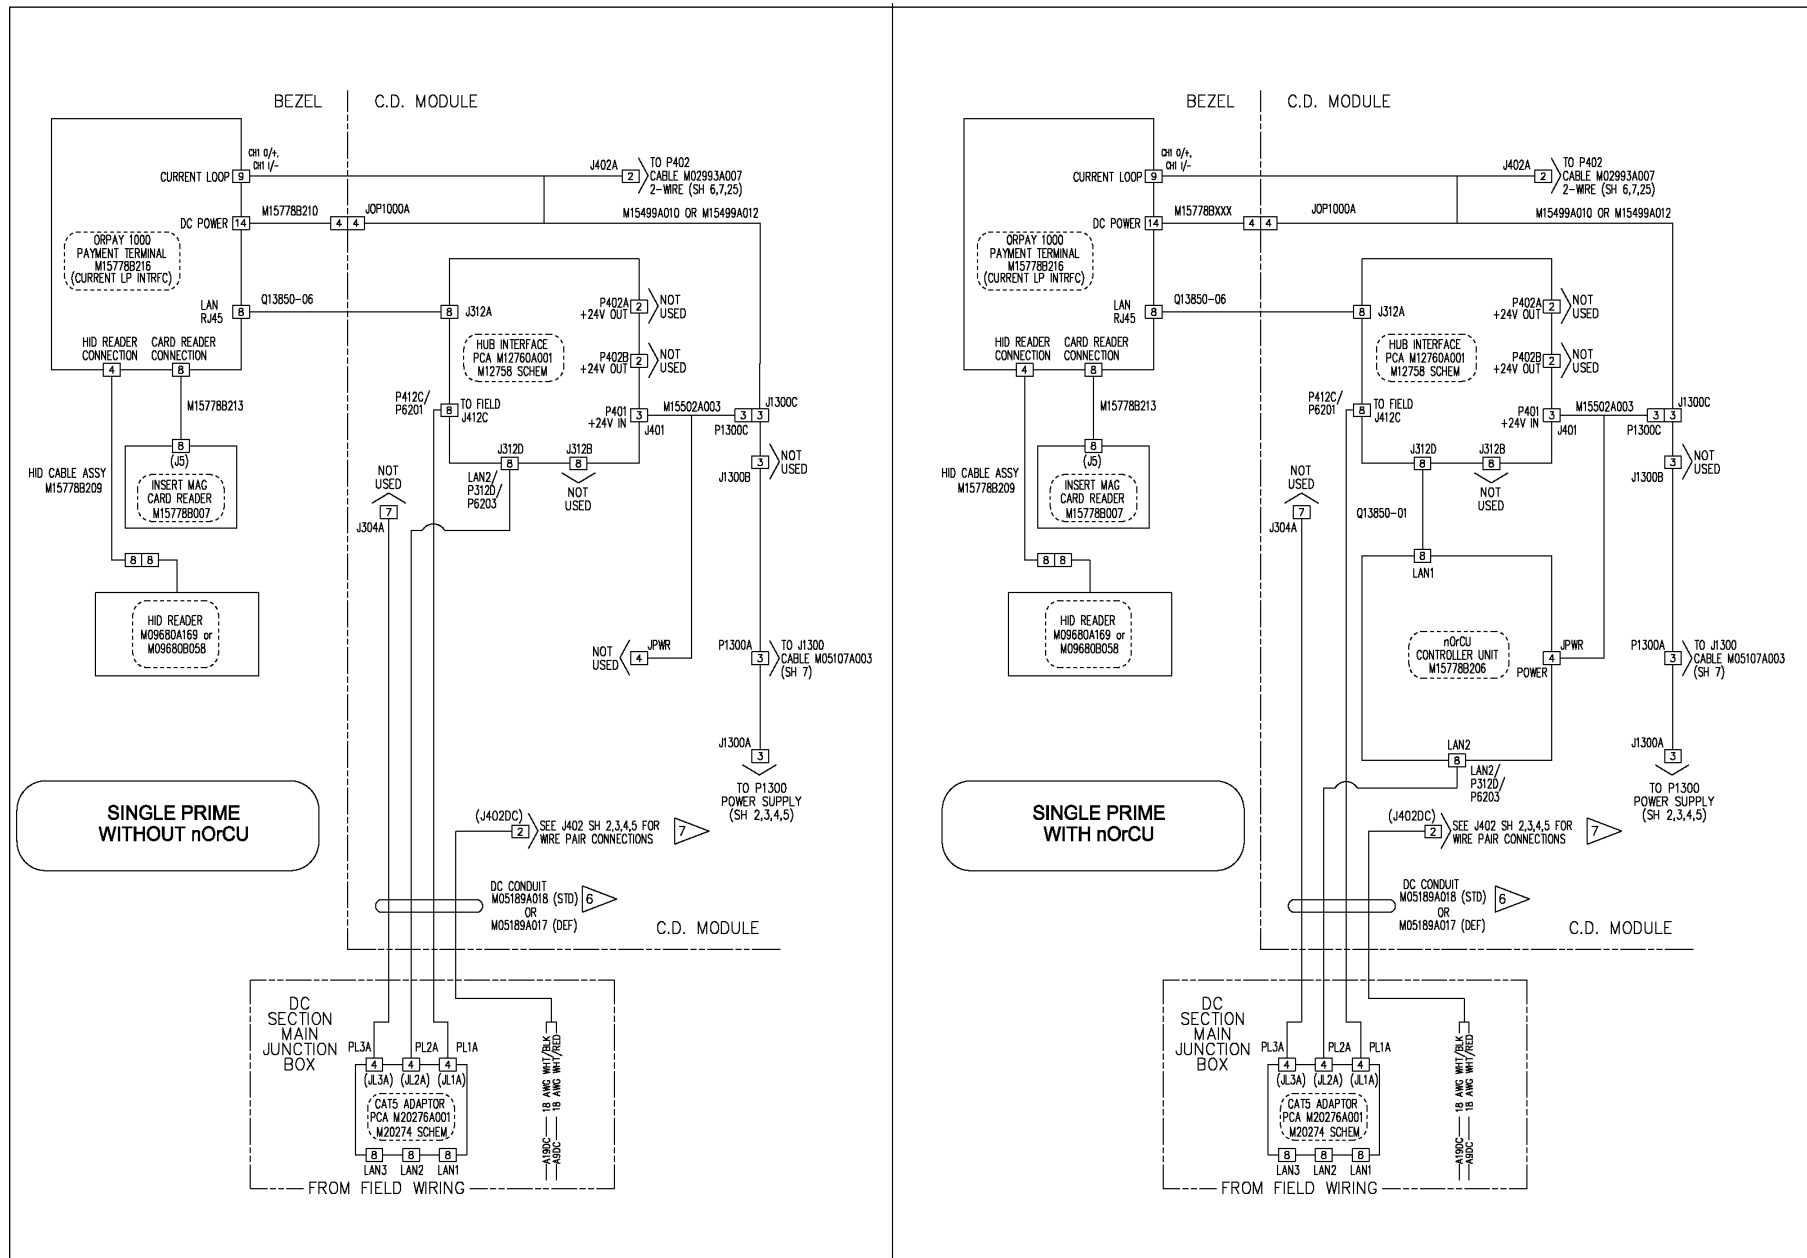 BEZEL
C.D. MODULE
CH1 0/+,
CH1 I/-
CURRENT LOOP
9
J402A
2
TO P402
CABLE M02993A007
2-WIRE (SH 6,7,25)
M15778B210
JOP1000A
M15499A010 OR M15499A012
DC POWER
14
4
4
ORPAY 1000
PAYMENT TERMINAL
M15778B216
(CURRENT LP INTRFC)
LAN
RJ45
8
Q13850-06
8
J312A
P402A
+24V OUT
2
NOT
USED
HUB INTERFACE
PCA M12760A001
M12758 SCHEM
P402B
+24V OUT
2
NOT
USED
HID READER
CONNECTION
CARD READER
CONNECTION
4
8
M15778B213
P412C/
P6201
8
TO FIELD
J412C
P401
+24V IN
3
J401
M15502A003
3
3
J1300C
P1300C
J312D
J312B
8
8
LAN2/
P312D/
P6203
NOT
USED
3
NOT
USED
J1300B
8
(J5)
INSERT MAG
CARD READER
M15778B007
HID CABLE ASSY
M15778B209
NOT
USED
7
J304A
8
8
HID READER
M09680A169 or
M09680B058
NOT
USED
4
JPWR
P1300A
3
TO J1300
CABLE M05107A003
(SH 7)
J1300A
3
TO P1300
POWER SUPPLY
(SH 2,3,4,5)
SINGLE PRIME
WITHOUT nOrCU
(J402DC)
2
SEE J402 SH 2,3,4,5 FOR
WIRE PAIR CONNECTIONS
7
DC CONDUIT
M05189A018 (STD)
OR
M05189A017 (DEF)
6
C.D. MODULE
DC
SECTION
MAIN
JUNCTION
BOX
PL3A
PL2A
PL1A
4
4
4
(JL3A)
(JL2A)
(JL1A)
CAT5 ADAPTOR
PCA M20276A001
M20274 SCHEM
8
8
8
LAN3
LAN2
LAN1
A19DC
18 AWG WHT/BLK
A9DC
18 AWG WHT/RED
FROM FIELD WIRING
BEZEL
C.D. MODULE
CH1 0/+,
CH1 I/-
CURRENT LOOP
9
J402A
2
TO P402
CABLE M02993A007
2-WIRE (SH 6,7,25)
M15778BXXX
JOP1000A
M15499A010 OR M15499A012
DC POWER
14
4
4
ORPAY 1000
PAYMENT TERMINAL
M15778B216
(CURRENT LP INTRFC)
LAN
RJ45
8
Q13850-06
8
J312A
P402A
+24V OUT
2
NOT
USED
HUB INTERFACE
PCA M12760A001
M12758 SCHEM
P402B
+24V OUT
2
NOT
USED
HID READER
CONNECTION
CARD READER
CONNECTION
4
8
M15778B213
P412C/
P6201
8
TO FIELD
J412C
P401
+24V IN
3
J401
M15502A003
3
3
J1300C
P1300C
J312D
J312B
8
8
NOT
USED
3
NOT
USED
J1300B
8
(J5)
INSERT MAG
CARD READER
M15778B007
HID CABLE ASSY
M15778B209
NOT
USED
7
J304A
Q13850-01
8
LAN1
8
8
HID READER
M09680A169 or
M09680B058
nOrCU
CONTROLLER UNIT
M15778B206
JPWR
4
POWER
P1300A
3
TO J1300
CABLE M05107A003
(SH 7)
LAN2
8
LAN2/
P312D/
P6203
J1300A
3
TO P1300
POWER SUPPLY
(SH 2,3,4,5)
SINGLE PRIME
WITH nOrCU
(J402DC)
2
SEE J402 SH 2,3,4,5 FOR
WIRE PAIR CONNECTIONS
7
DC CONDUIT
M05189A018 (STD)
OR
M05189A017 (DEF)
6
C.D. MODULE
DC
SECTION
MAIN
JUNCTION
BOX
PL3A
PL2A
PL1A
4
4
4
(JL3A)
(JL2A)
(JL1A)
CAT5 ADAPTOR
PCA M20276A001
M20274 SCHEM
8
8
8
LAN3
LAN2
LAN1
A19DC
18 AWG WHT/BLK
A9DC
18 AWG WHT/RED
FROM FIELD WIRING